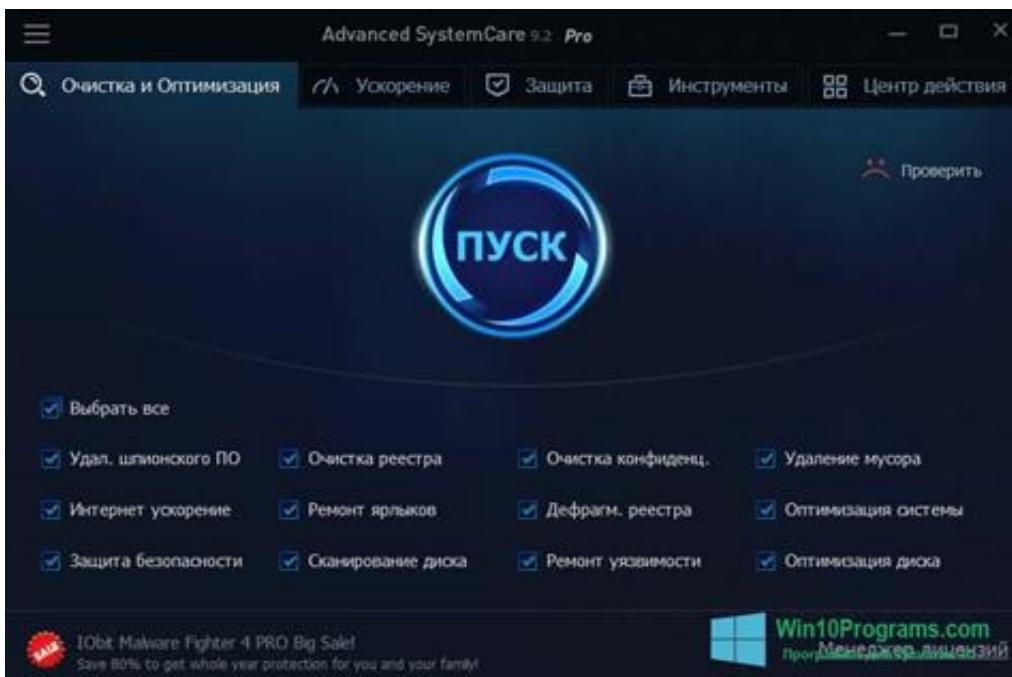 Advanced SystemCare 9.2 Pro
Очистка и Оптимизация
Ускорение
Защита
Инструменты
Центр действия
Проверить
ПУСК
Выбрать все
Удал. шпионского ПО
Очистка реестра
Очистка конфиденц.
Удаление мусора
Интернет ускорение
Ремонт ярлыков
Дефрагм. реестра
Оптимизация системы
Защита безопасности
Сканирование диска
Ремонт уязвимости
Оптимизация диска
SALE
IObit Malware Fighter 4 PRO Big Sale!
Save 80% to get whole year protection for you and your family!
Win10Programs.com
Менеджер лицензий